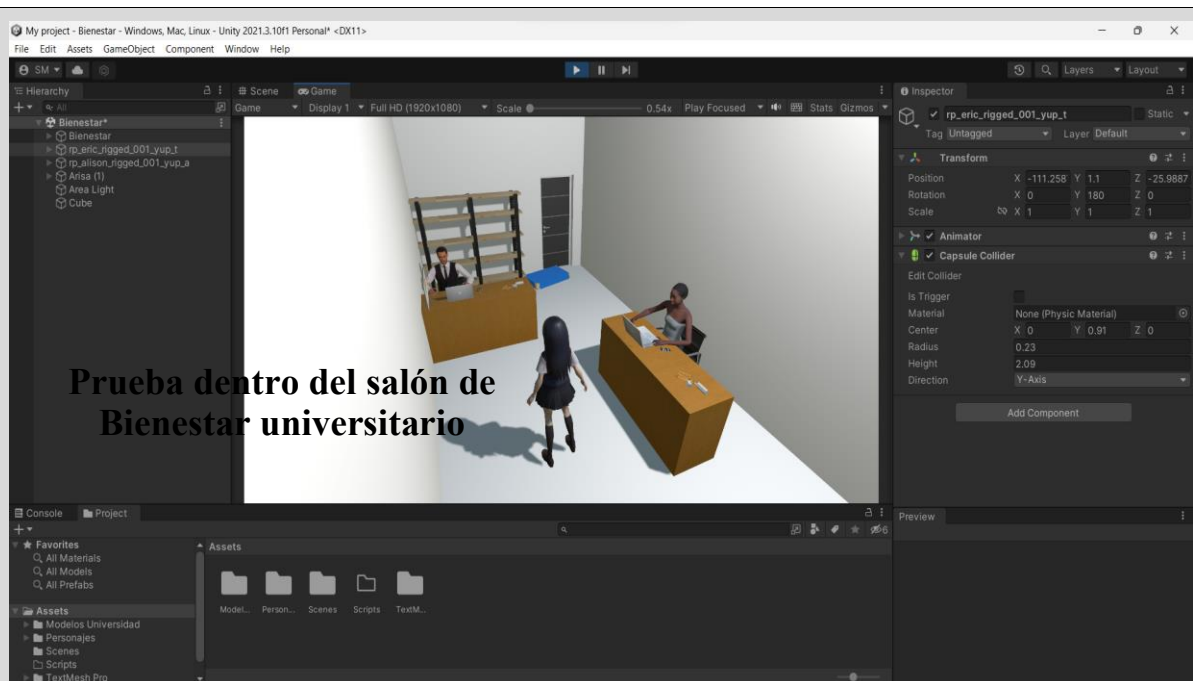 My project - Bienestar - Windows, Mac, Linux - Unity 2021.3.10f1 Personal* <DX11>
File Edit Assets GameObject Component Window Help
SM Layers Layout
Hierarchy
All
Bienestar*
Bienestar
rp_eric_rigged_001_yup_t
rp_alison_rigged_001_yup_a
Arisa (1)
Area Light
Cube
Scene Game
Game Display 1 Full HD (1920x1080) Scale 0.54x Play Focused Stats Gizmos
Prueba dentro del salón de
Bienestar universitario
Inspector
rp_eric_rigged_001_yup_t Static
Tag Untagged Layer Default
Transform
Position X -111.258 Y 1.1 Z -25.9887
Rotation X 0 Y 180 Z 0
Scale X 1 Y 1 Z 1
Animator
Capsule Collider
Edit Collider
Is Trigger
Material None (Physic Material)
Center X 0 Y 0.91 Z 0
Radius 0.23
Height 2.09
Direction Y-Axis
Add Component
Console Project
6
Favorites
All Materials
All Models
All Prefabs
Assets
Modelos Universidad
Personajes
Scenes
Scripts
TextMesh Pro
Assets
Model... Person... Scenes Scripts TextM...
Preview